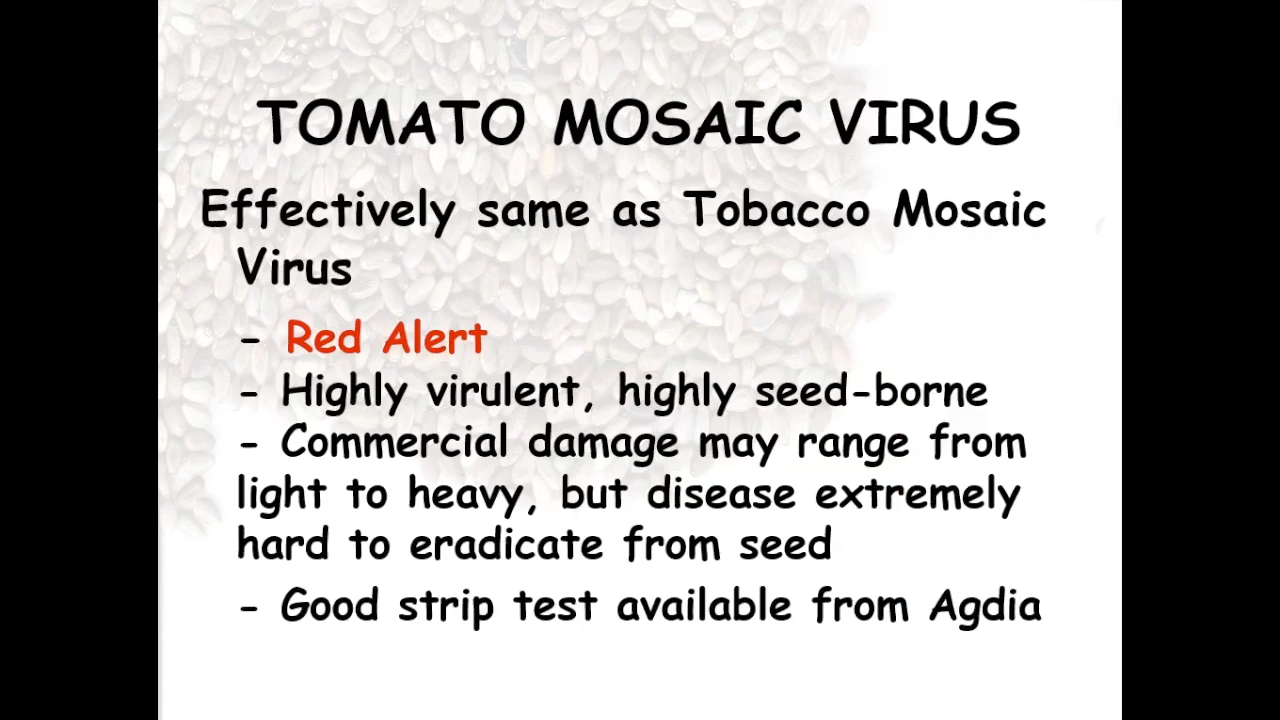 TOMATO MOSAIC VIRUS
Effectively same as Tobacco Mosaic
Virus
- Red Alert
- Highly virulent, highly seed-borne
- Commercial damage may range from
light to heavy, but disease extremely
hard to eradicate from seed
- Good strip test available from Agdia